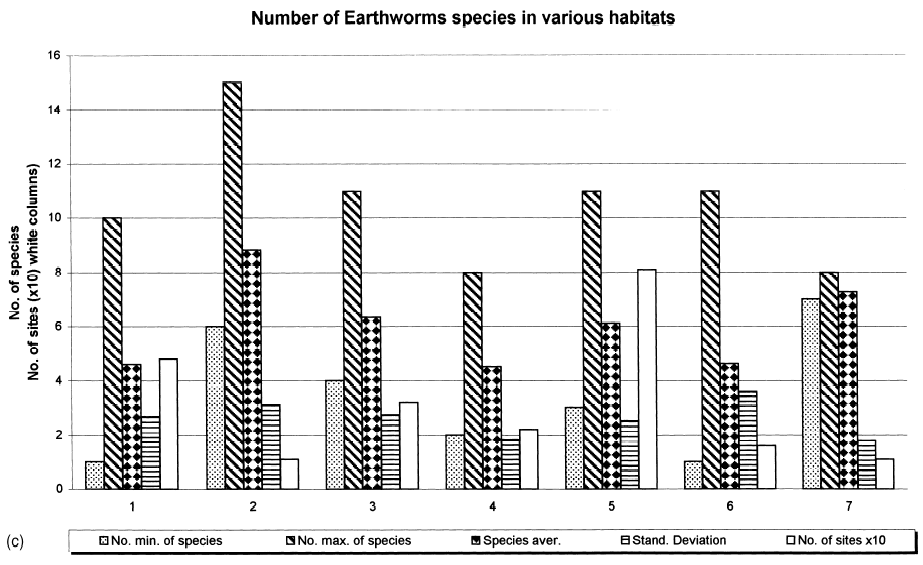 Number of Earthworms species in various habitats
No. of species
No. of sites (x10) white columns)
16
14
12
10
8
6
4
2
0
1 2 3 4 5 6 7
(c)
No. min. of species No. max. of species Species aver. Stand. Deviation No. of sites x10